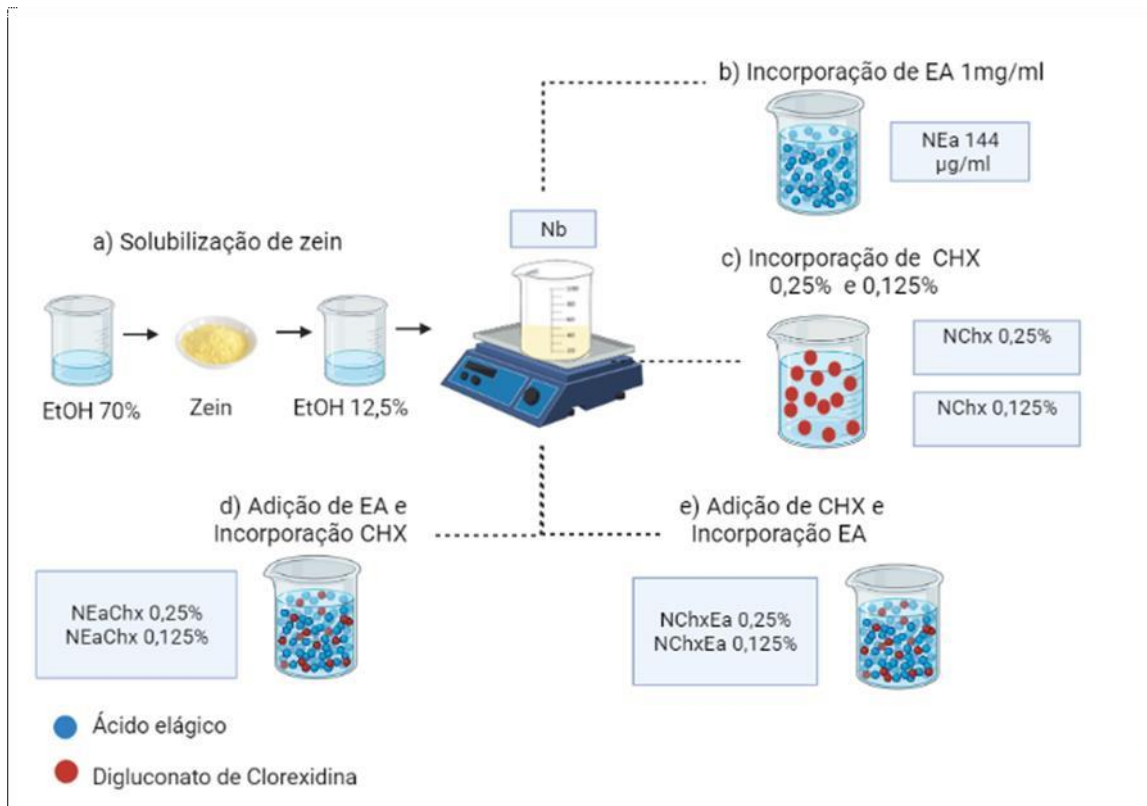 b) Incorporação de EA 1mg/ml
NEa 144
µg/ml
Nb
a) Solubilização de zein
c) Incorporação de CHX
0,25% e 0,125%
NChx 0,25%
NChx 0,125%
EtOH 70%
Zein
EtOH 12,5%
d) Adição de EA e
Incorporação CHX
NEaChx 0,25%
NEaChx 0,125%
e) Adição de CHX e
Incorporação EA
NChxEa 0,25%
NChxEa 0,125%
Ácido elágico
Digluconato de Clorexidina